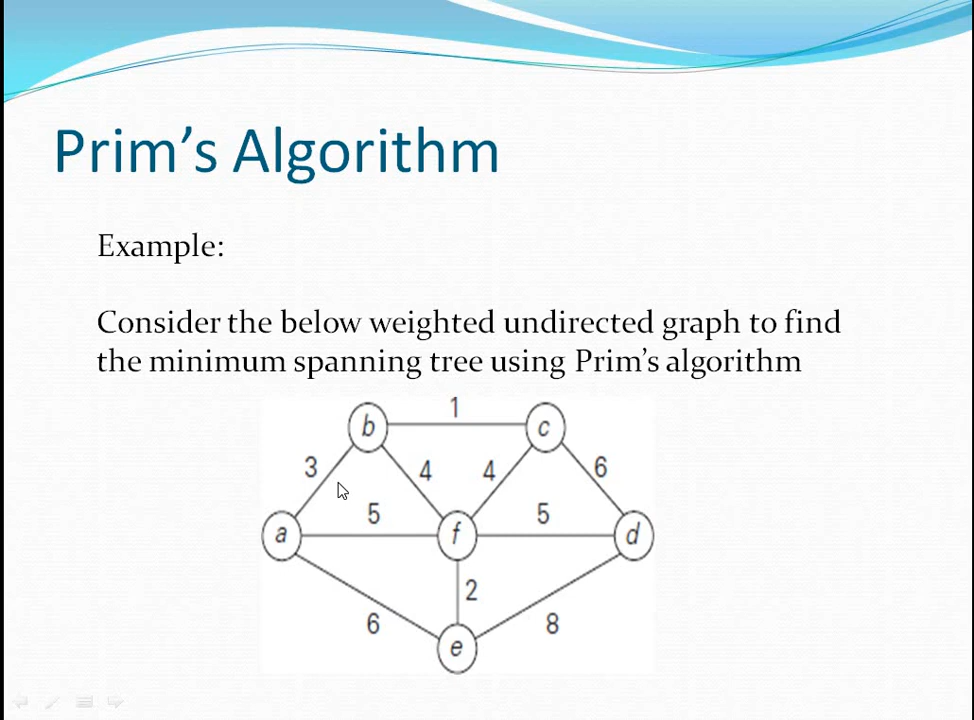 Prim's Algorithm
Example:
Consider the below weighted undirected graph to find
the minimum spanning tree using Prim's algorithm
1
b c
3 4 4 6
5 5
a f d
2
6 8
e